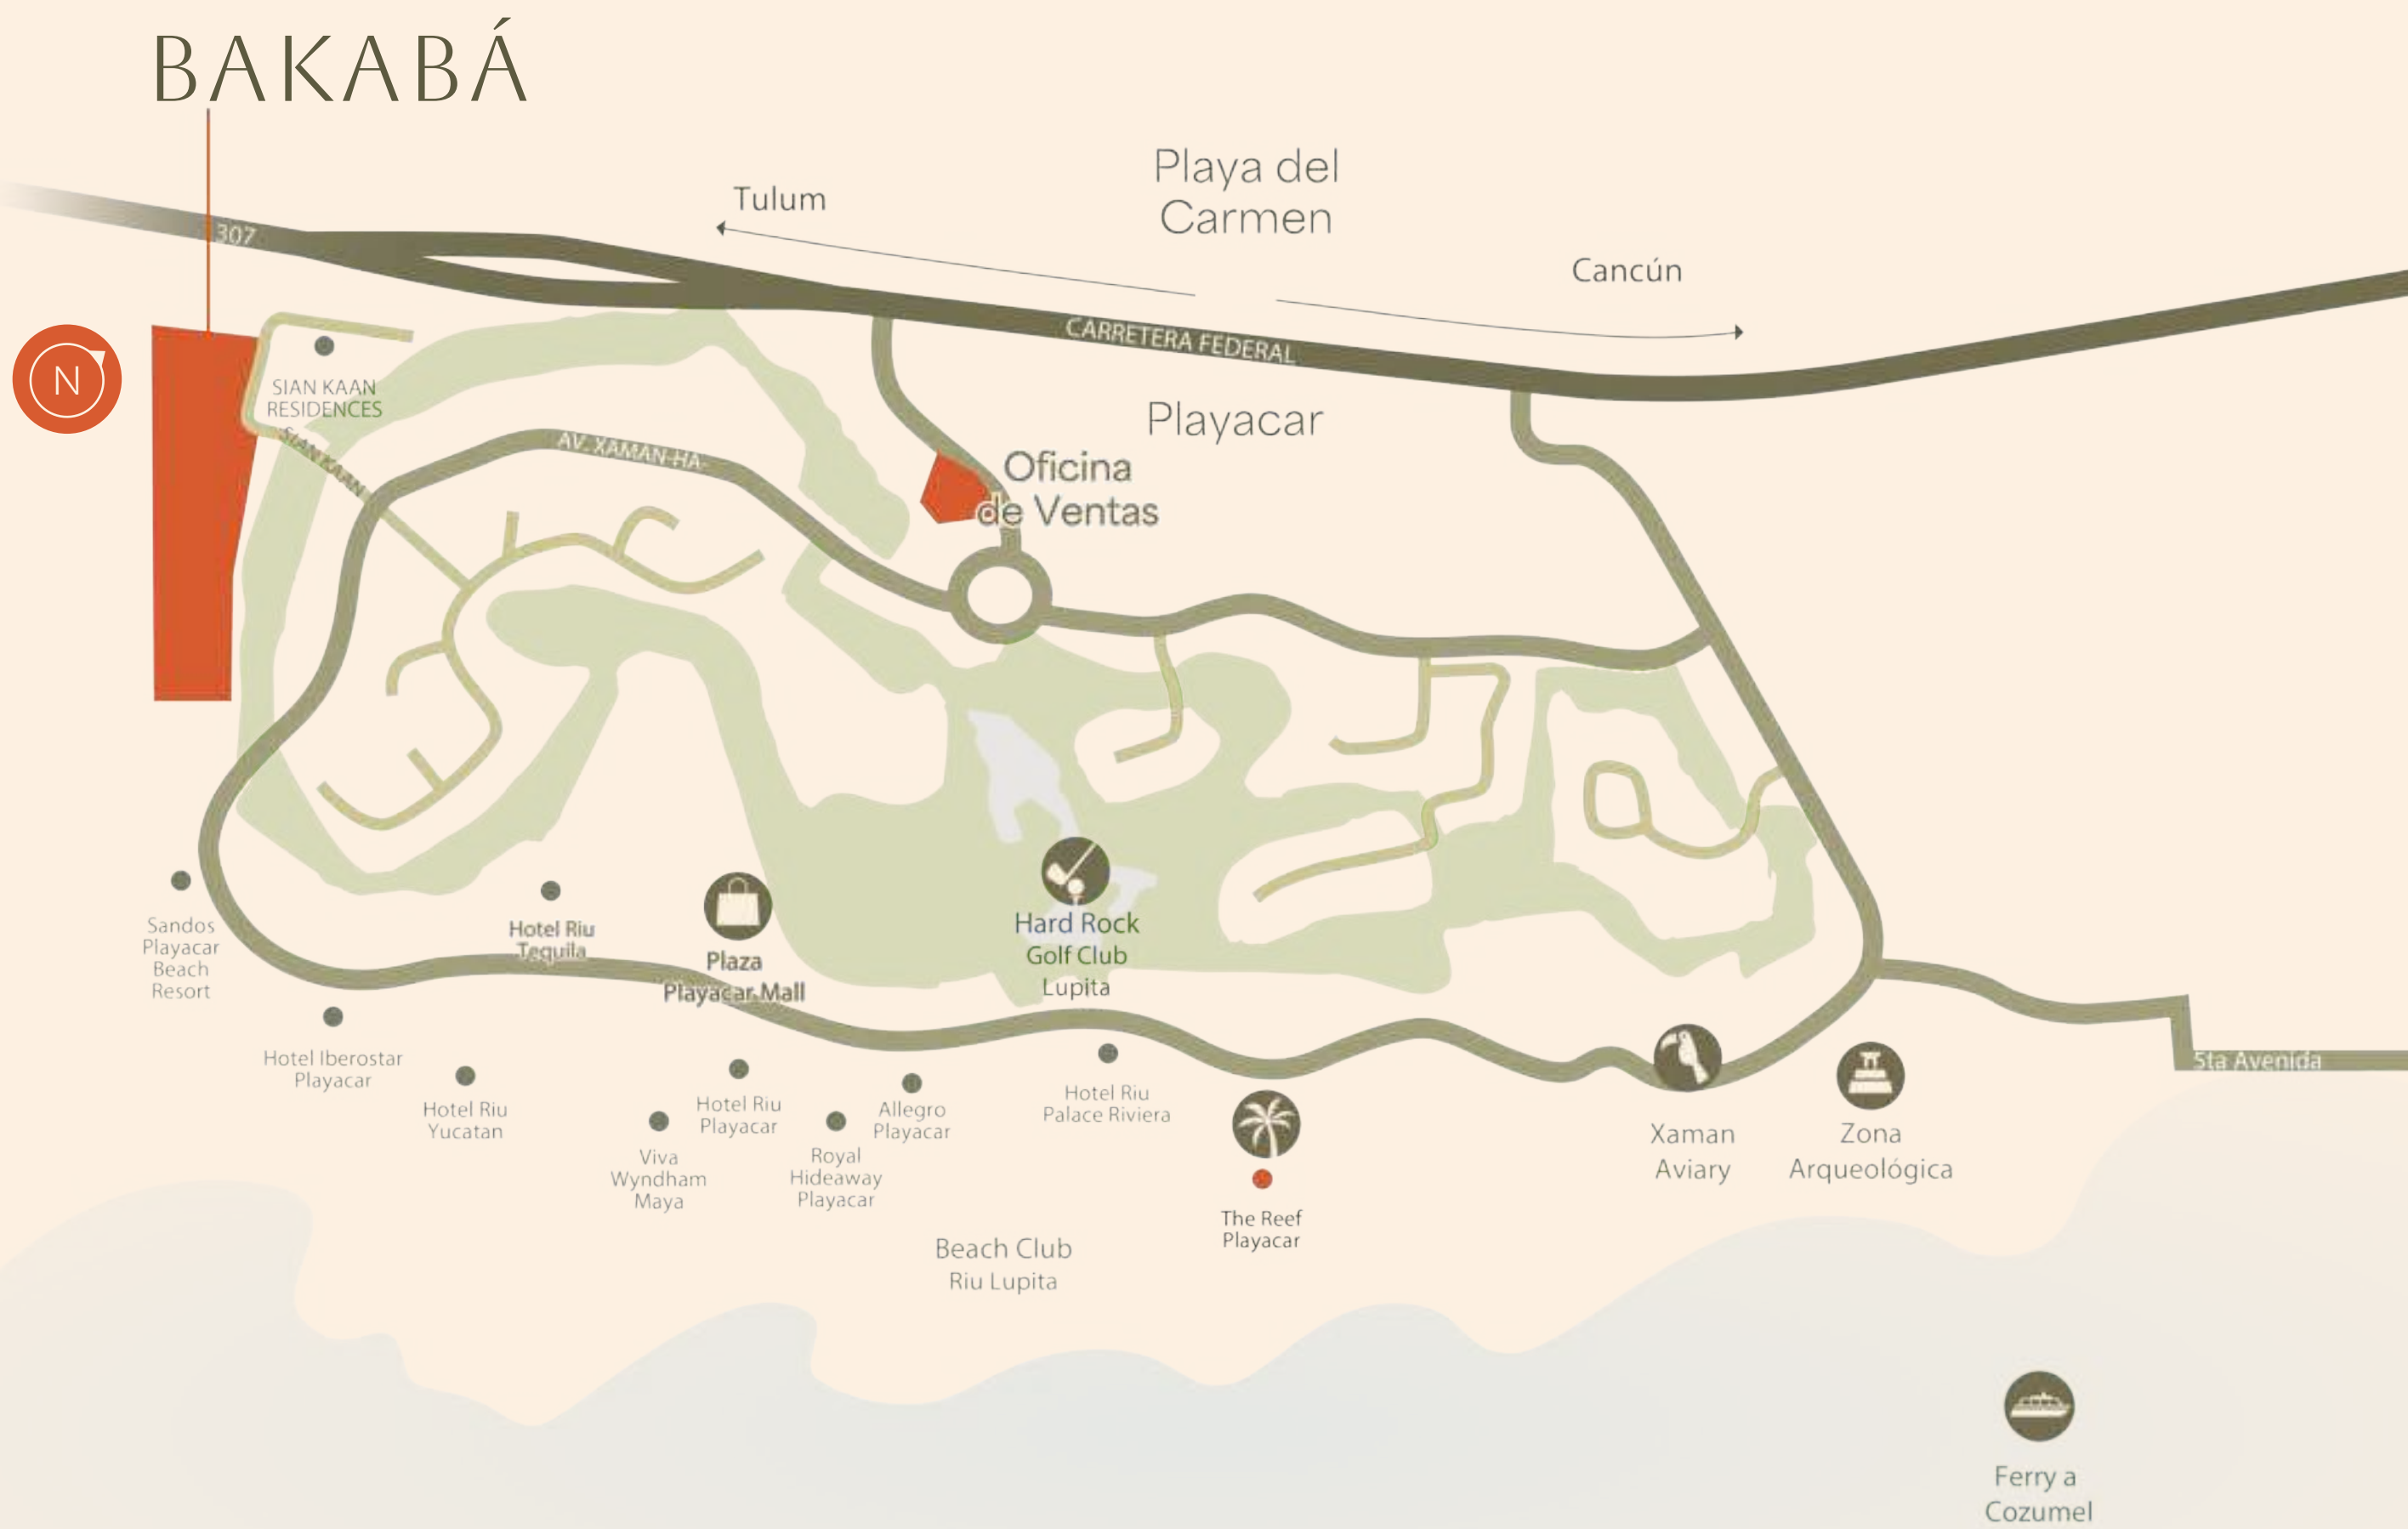 BAKABÁ
Playa del
Carmen
Tulum
Cancún
307
CARRETERA FEDERAL
N
SIAN KAAN
RESIDENCES
SIAN KAAN
AV. XAMAN-HA-
Playacar
Oficina
de Ventas
Sandos
Playacar
Beach
Resort
Hotel Riu
Tequila
Plaza
Playacar Mall
Hard Rock
Golf Club
Lupita
Hotel Iberostar
Playacar
Hotel Riu
Yucatan
Viva
Wyndham
Maya
Hotel Riu
Playacar
Royal
Hideaway
Playacar
Allegro
Playacar
Hotel Riu
Palace Riviera
The Reef
Playacar
Beach Club
Riu Lupita
Xaman
Aviary
Zona
Arqueológica
5ta Avenida
Ferry a
Cozumel